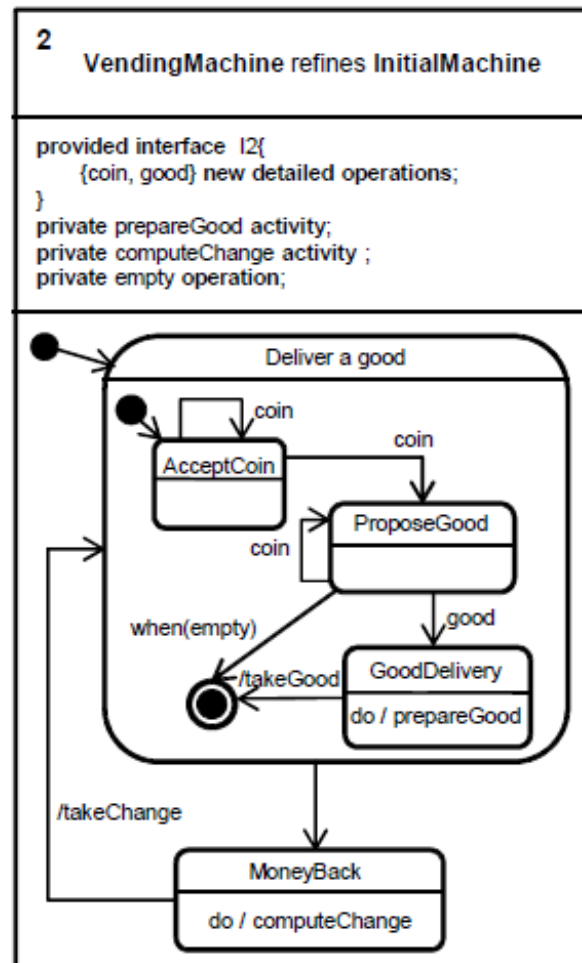 2
VendingMachine refines InitialMachine
provided interface I2{
{coin, good} new detailed operations;
}
private prepareGood activity;
private computeChange activity ;
private empty operation;
Deliver a good
coin
coin
AcceptCoin
ProposeGood
coin
when(empty)
good
/takeGood
GoodDelivery
do / prepareGood
/takeChange
MoneyBack
do / computeChange